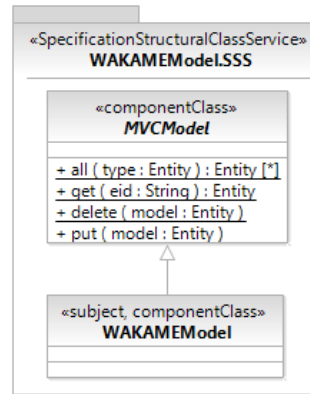 «SpecificationStructuralClassService»
WAKAMEModel.SSS
«componentClass»
MVCModel
+ all ( type : Entity ) : Entity [*]
+ get ( eid : String ) : Entity
+ delete ( model : Entity )
+ put ( model : Entity )
«subject, componentClass»
WAKAMEModel